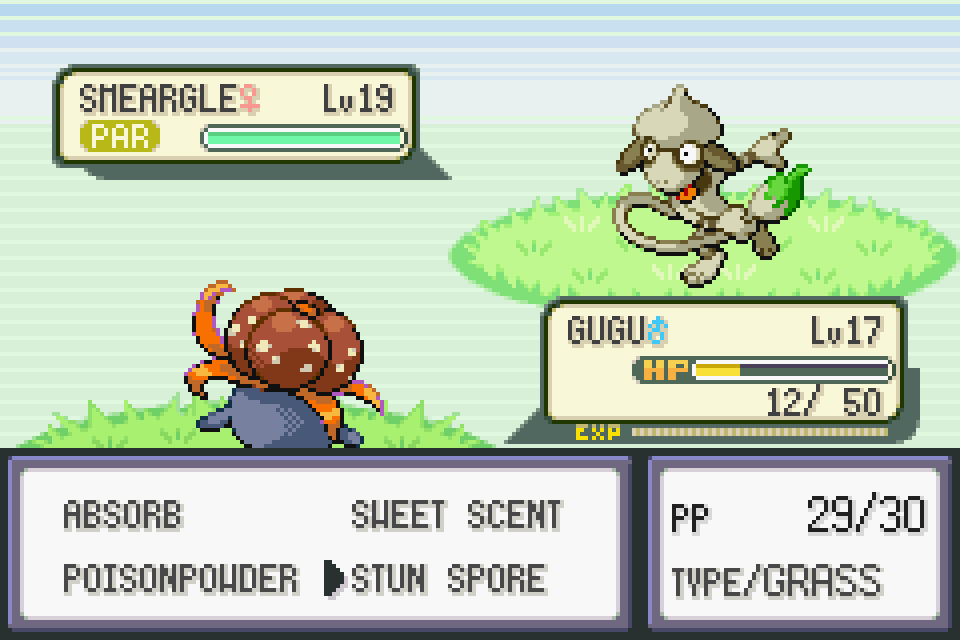 SMEARGLE♀ Lv19
PAR
GUGU♂ Lv17
HP
12/ 50
EXP
ABSORB SWEET SCENT
POISONPOWDER ▶STUN SPORE
PP 29/30
TYPE/GRASS